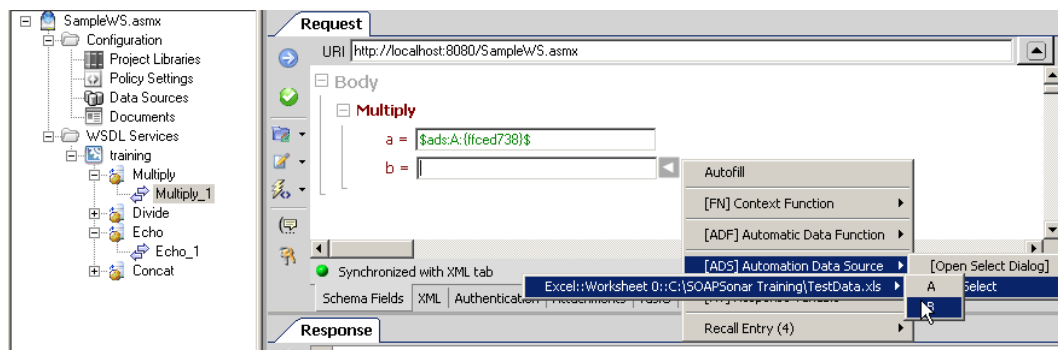 SampleWS.asmx
Configuration
Project Libraries
Policy Settings
Data Sources
Documents
WSDL Services
training
Multiply
Multiply_1
Divide
Echo
Echo_1
Concat
Request
URI http://localhost:8080/SampleWS.asmx
Body
Multiply
a = $ads:A:{ffced738}$
b =
Autofill
[FN] Context Function
[ADF] Automatic Data Function
[ADS] Automation Data Source
[Open Select Dialog]
Excel::Worksheet 0::C:\SOAPSonar Training\TestData.xls
A
Select
B
Recall Entry (4)
Synchronized with XML tab
Schema Fields XML Authentication
Response